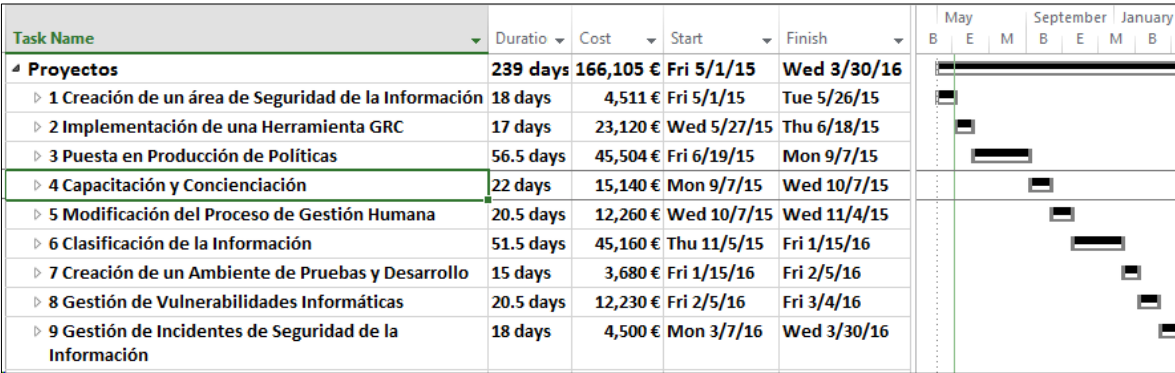 May September January
Task Name Duratio Cost Start Finish B E M B E M B
Proyectos 239 days 166,105 € Fri 5/1/15 Wed 3/30/16
1 Creación de un área de Seguridad de la Información 18 days 4,511 € Fri 5/1/15 Tue 5/26/15
2 Implementación de una Herramienta GRC 17 days 23,120 € Wed 5/27/15 Thu 6/18/15
3 Puesta en Producción de Políticas 56.5 days 45,504 € Fri 6/19/15 Mon 9/7/15
4 Capacitación y Concienciación 22 days 15,140 € Mon 9/7/15 Wed 10/7/15
5 Modificación del Proceso de Gestión Humana 20.5 days 12,260 € Wed 10/7/15 Wed 11/4/15
6 Clasificación de la Información 51.5 days 45,160 € Thu 11/5/15 Fri 1/15/16
7 Creación de un Ambiente de Pruebas y Desarrollo 15 days 3,680 € Fri 1/15/16 Fri 2/5/16
8 Gestión de Vulnerabilidades Informáticas 20.5 days 12,230 € Fri 2/5/16 Fri 3/4/16
9 Gestión de Incidentes de Seguridad de la 18 days 4,500 € Mon 3/7/16 Wed 3/30/16
Información